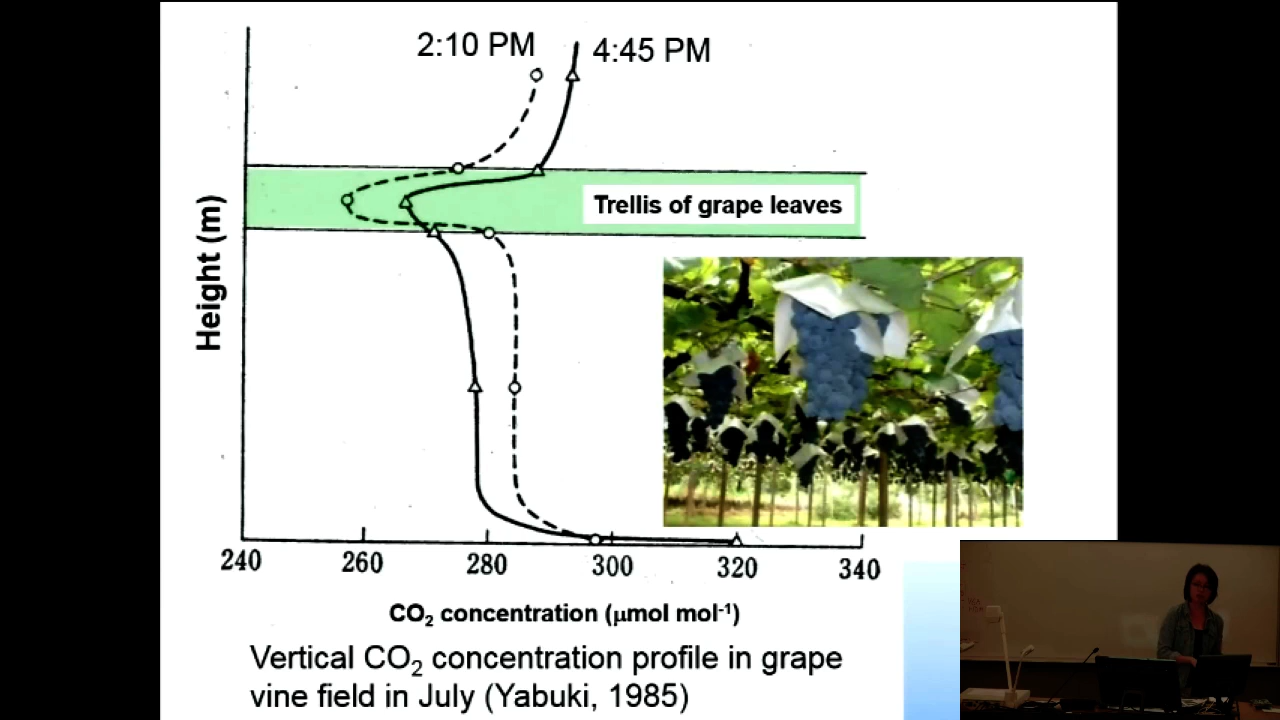 2:10 PM
4:45 PM
Trellis of grape leaves
Height (m)
240 260 280 300 320 340
CO₂ concentration (μmol mol⁻¹)
Vertical CO₂ concentration profile in grape
vine field in July (Yabuki, 1985)